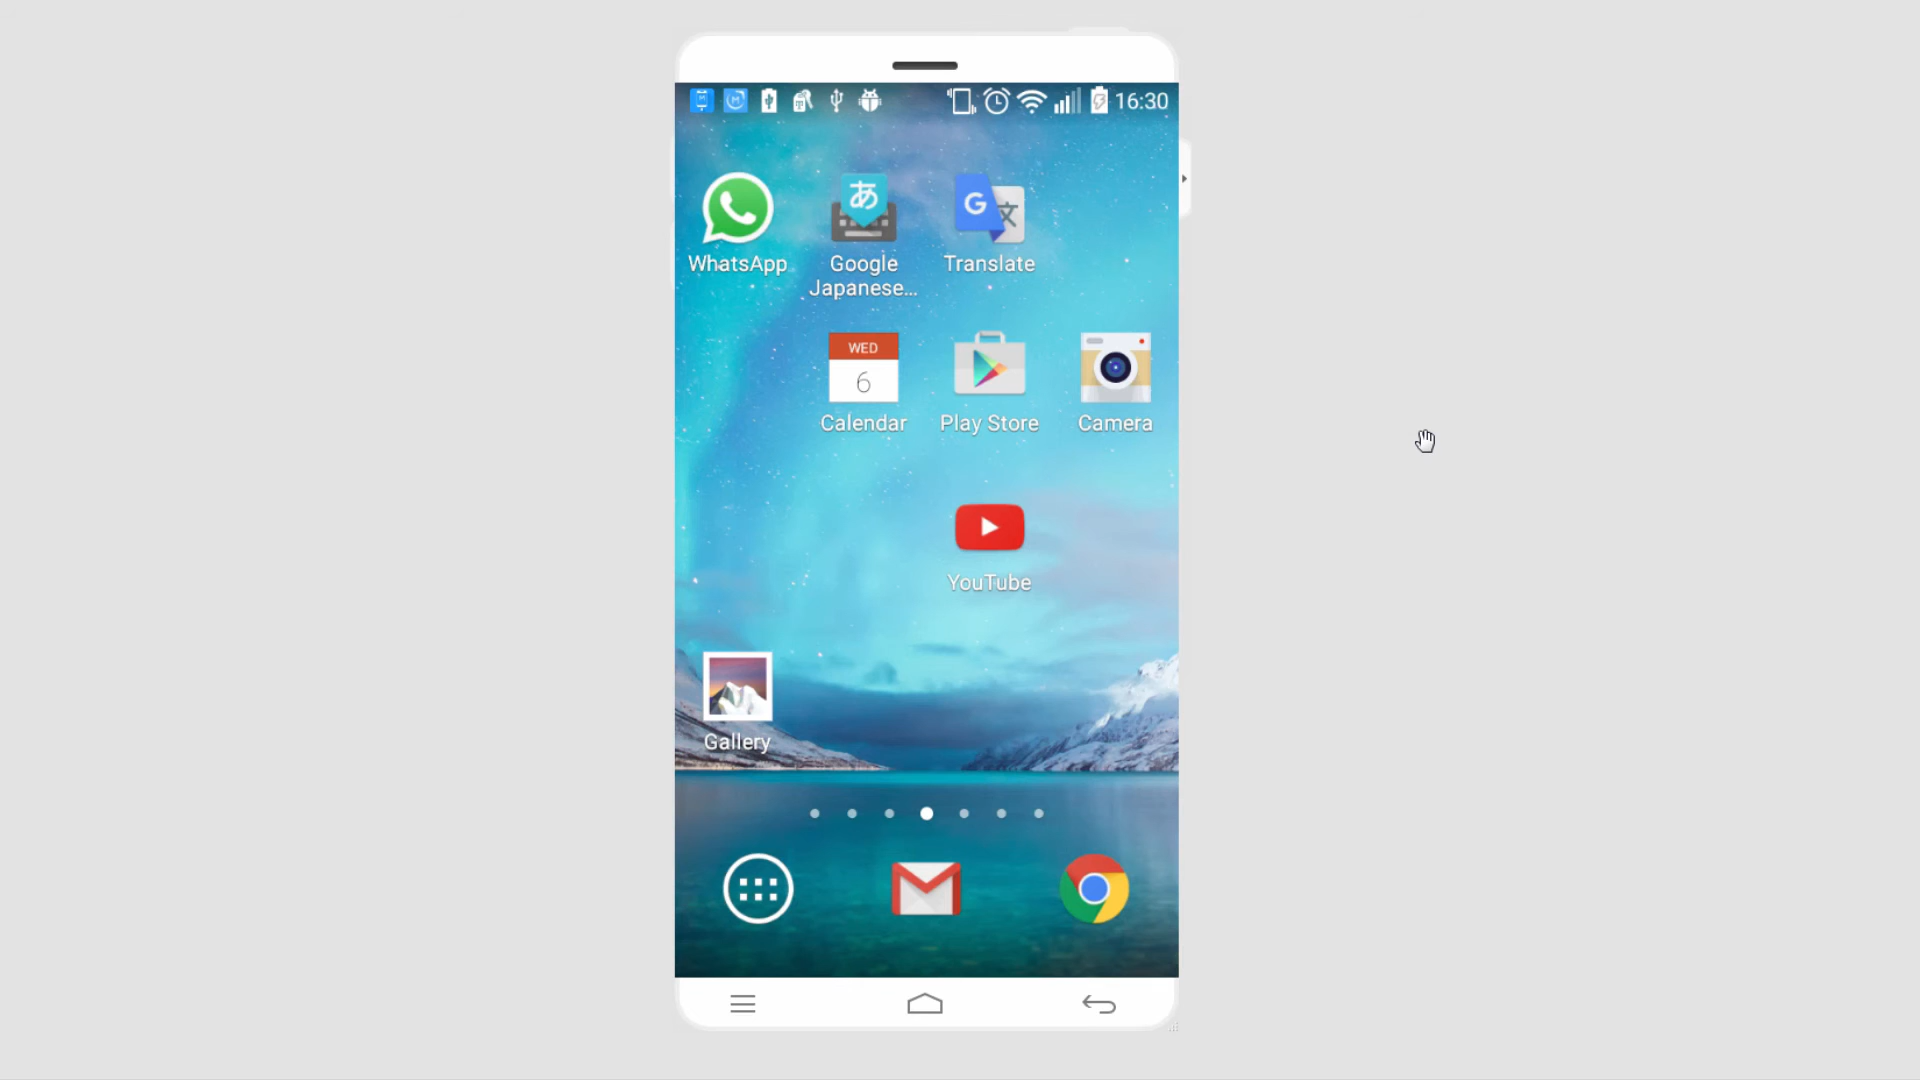 16:30
あ
G 文
WhatsApp
Google
Japanese...
Translate
WED
6
Calendar
Play Store
Camera
YouTube
Gallery